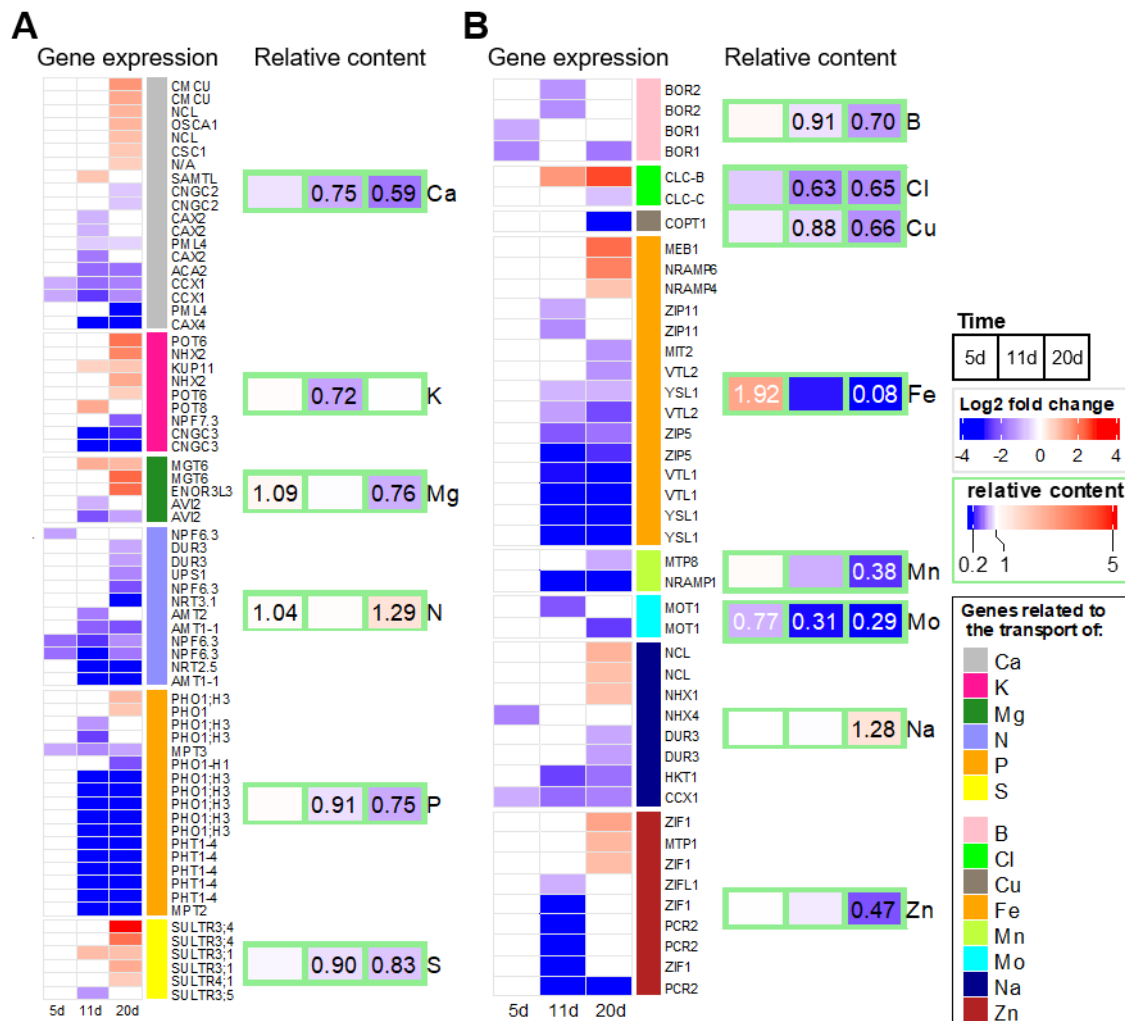 A
Gene expression
Relative content
CMCU
CMCU
NCL
OSCA1
NCL
CSC1
N/A
SAMTL
CNGC2
CNGC2
CAX2
CAX2
PML4
CAX2
ACA2
CCX1
CCX1
PML4
CAX4
0.75 0.59 Ca
POT6
NHX2
KUP11
NHX2
POT6
POT8
NPF7.3
CNGC3
CNGC3
0.72 K
MGT6
MGT6
ENOR3L3
AVI2
AVI2
1.09 0.76 Mg
NPF6.3
DUR3
DUR3
UPS1
NPF6.3
NRT3.1
AMT2
AMT1-1
NPF6.3
NPF6.3
NRT2.5
AMT1-1
1.04 1.29 N
PHO1;H3
PHO1
PHO1;H3
PHO1;H3
MPT3
PHO1-H1
PHO1;H3
PHO1;H3
PHO1;H3
PHO1;H3
PHO1;H3
PHT1-4
PHT1-4
PHT1-4
PHT1-4
PHT1-4
MPT2
0.91 0.75 P
SULTR3;4
SULTR3;4
SULTR3;1
SULTR3;1
SULTR4;1
SULTR3;5
0.90 0.83 S
5d 11d 20d
B
Gene expression
Relative content
BOR2
BOR2
BOR1
BOR1
0.91 0.70 B
CLC-B
CLC-C
0.63 0.65 Cl
COPT1
0.88 0.66 Cu
MEB1
NRAMP6
NRAMP4
ZIP11
ZIP11
MIT2
VTL2
YSL1
VTL2
ZIP5
ZIP5
VTL1
VTL1
YSL1
YSL1
1.92 0.08 Fe
MTP8
NRAMP1
0.38 Mn
MOT1
MOT1
0.77 0.31 0.29 Mo
NCL
NCL
NHX1
NHX4
DUR3
DUR3
HKT1
CCX1
1.28 Na
ZIF1
MTP1
ZIF1
ZIFL1
ZIF1
PCR2
PCR2
ZIF1
PCR2
0.47 Zn
5d 11d 20d
Time
5d 11d 20d
Log2 fold change
-4 -2 0 2 4
relative content
0.2 1 5
Genes related to
the transport of:
Ca
K
Mg
N
P
S
B
Cl
Cu
Fe
Mn
Mo
Na
Zn